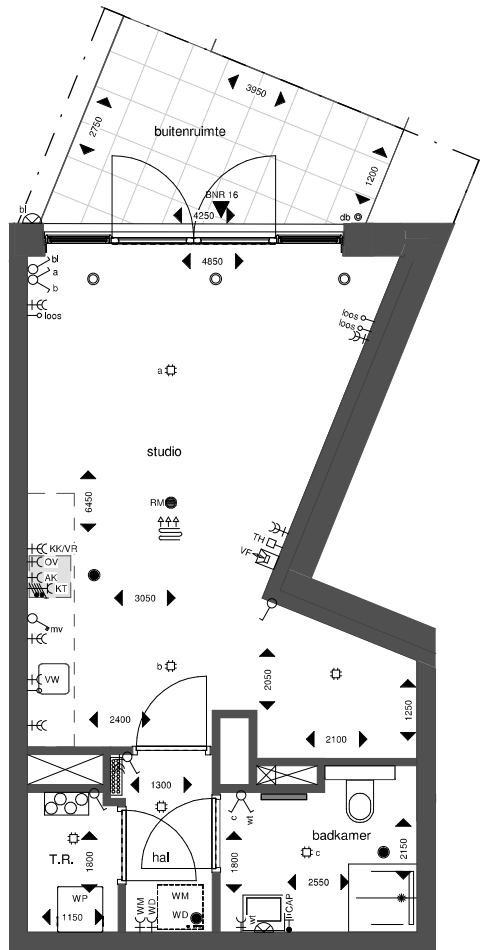 3950
2750
buitenruimte
1200
BNR 16
bl
4250
db
4850
bl
a
b
loos
loos
loos
a
studio
6450
RM
TH
VF
KK/VR
OV
AK
KT
3050
mv
b
VW
2050
1250
2400
2100
1300
c
wt
badkamer
T.R.
1800
hal
1800
c
2150
2550
WP
1150
WM
WD
WM
WD
wt
CAP